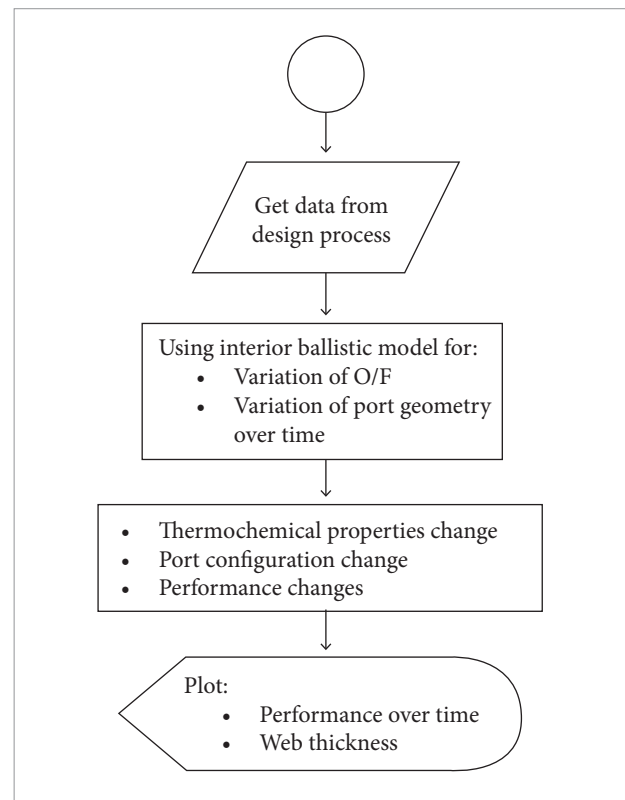 Get data from
design process
Using interior ballistic model for:
• Variation of O/F
• Variation of port geometry
over time
• Thermochemical properties change
• Port configuration change
• Performance changes
Plot:
• Performance over time
• Web thickness